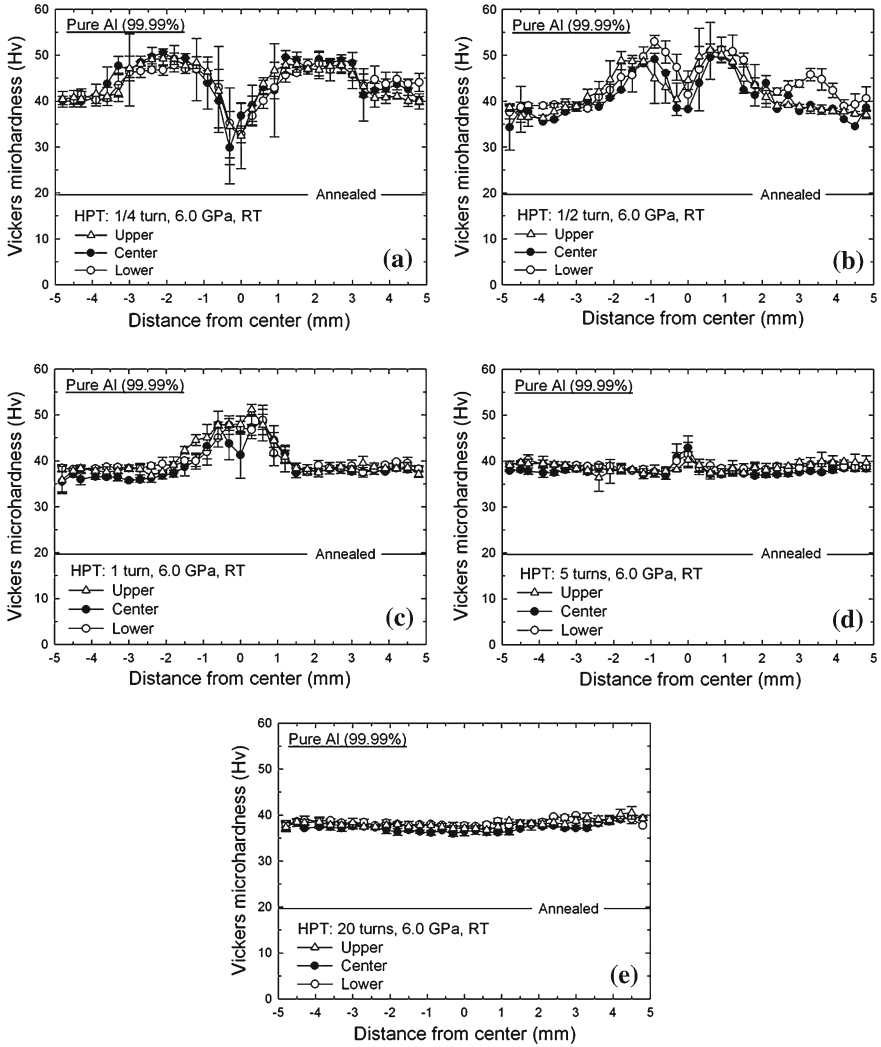 Pure Al (99.99%)
Vickers mirohardness (Hv)
60
50
40
30
20
10
0
Annealed
HPT: 1/4 turn, 6.0 GPa, RT
Upper
Center
Lower
(a)
-5 -4 -3 -2 -1 0 1 2 3 4 5
Distance from center (mm)
Pure Al (99.99%)
Vickers mirohardness (Hv)
60
50
40
30
20
10
0
Annealed
HPT: 1/2 turn, 6.0 GPa, RT
Upper
Center
Lower
(b)
-5 -4 -3 -2 -1 0 1 2 3 4 5
Distance from center (mm)
Pure Al (99.99%)
Vickers microhardness (Hv)
60
50
40
30
20
10
0
Annealed
HPT: 1 turn, 6.0 GPa, RT
Upper
Center
Lower
(c)
-5 -4 -3 -2 -1 0 1 2 3 4 5
Distance from center (mm)
Pure Al (99.99%)
Vickers microhardness (Hv)
60
50
40
30
20
10
0
Annealed
HPT: 5 turns, 6.0 GPa, RT
Upper
Center
Lower
(d)
-5 -4 -3 -2 -1 0 1 2 3 4 5
Distance from center (mm)
Pure Al (99.99%)
Vickers microhardness (Hv)
60
50
40
30
20
10
0
Annealed
HPT: 20 turns, 6.0 GPa, RT
Upper
Center
Lower
(e)
-5 -4 -3 -2 -1 0 1 2 3 4 5
Distance from center (mm)